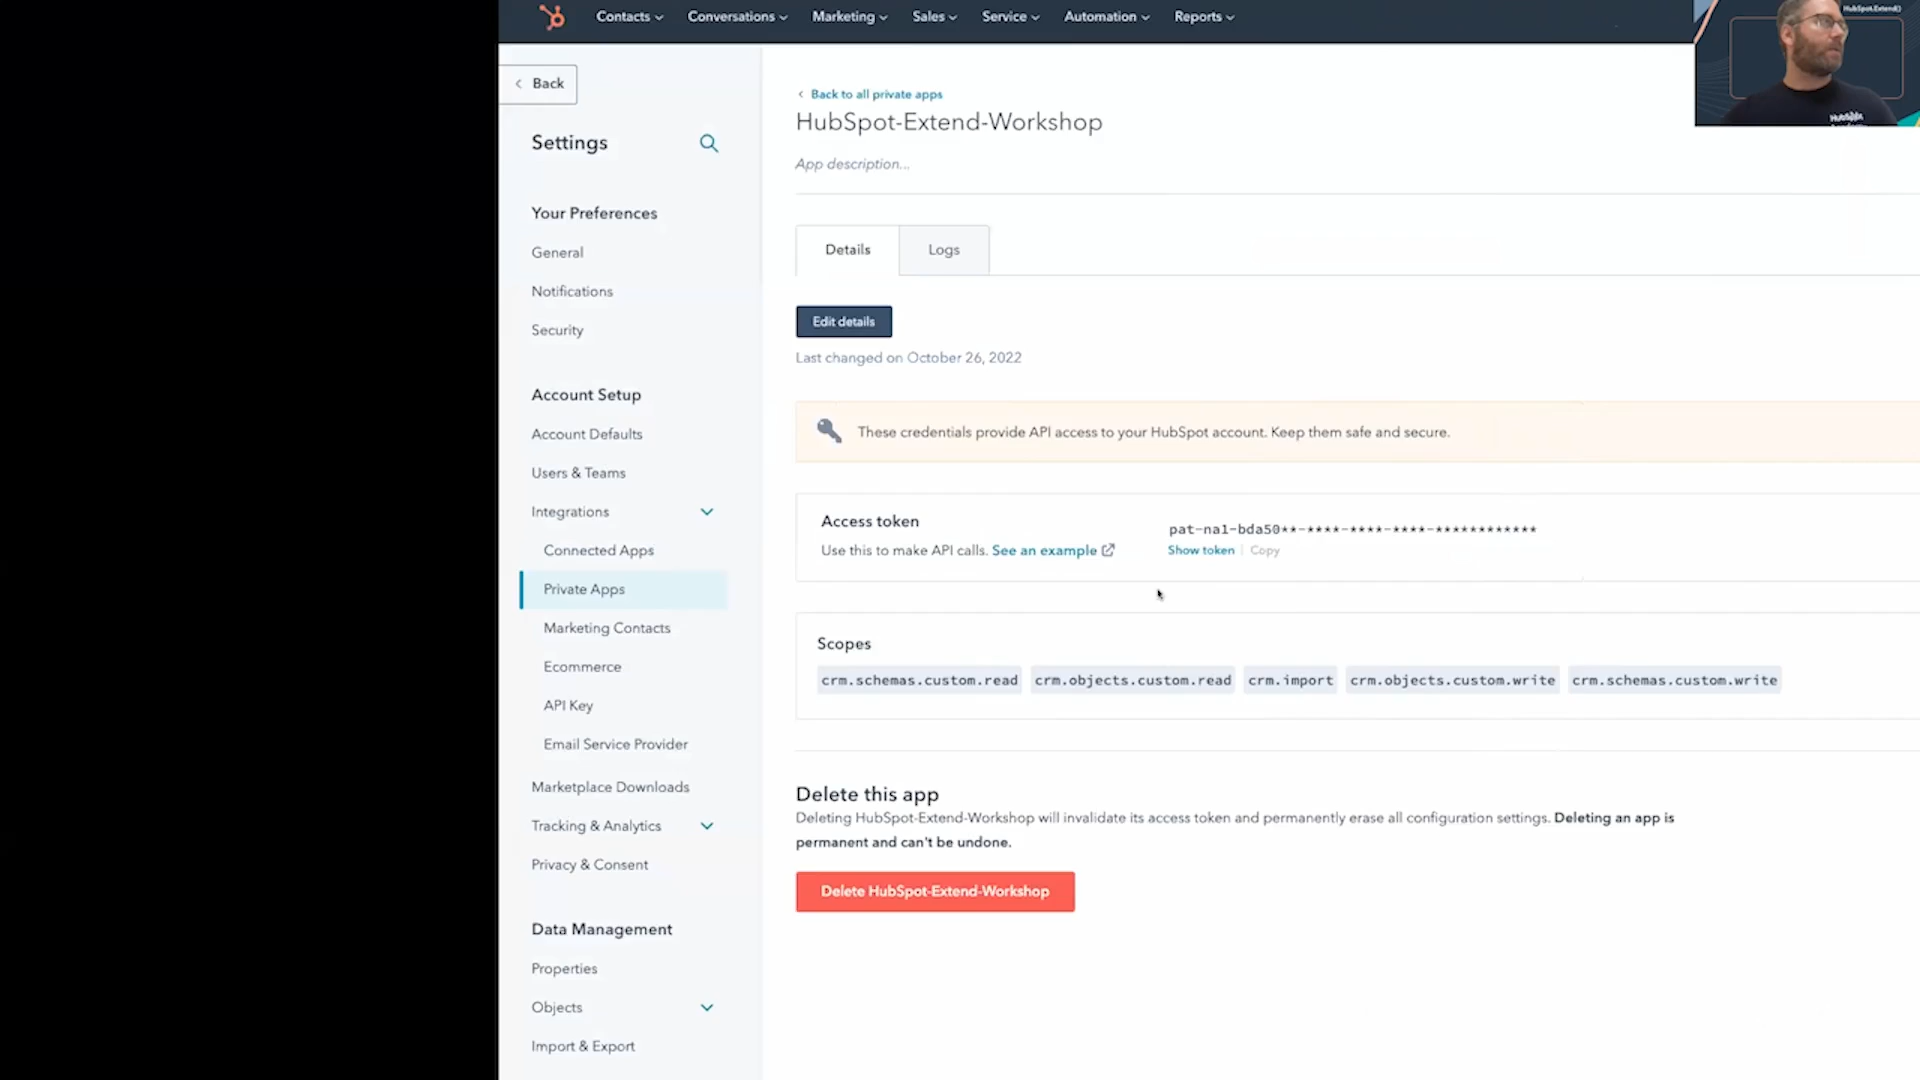 Contacts
Conversations
Marketing
Sales
Service
Automation
Reports
HubSpot.Extend()
HubSpot
Back
Settings
Your Preferences
General
Notifications
Security
Account Setup
Account Defaults
Users & Teams
Integrations
Connected Apps
Private Apps
Marketing Contacts
Ecommerce
API Key
Email Service Provider
Marketplace Downloads
Tracking & Analytics
Privacy & Consent
Data Management
Properties
Objects
Import & Export
Back to all private apps
HubSpot-Extend-Workshop
App description...
Details
Logs
Edit details
Last changed on October 26, 2022
These credentials provide API access to your HubSpot account. Keep them safe and secure.
Access token
Use this to make API calls. See an example
pat-na1-bda50**-****-****-****-************
Show token | Copy
Scopes
crm.schemas.custom.read crm.objects.custom.read crm.import crm.objects.custom.write crm.schemas.custom.write
Delete this app
Deleting HubSpot-Extend-Workshop will invalidate its access token and permanently erase all configuration settings. Deleting an app is
permanent and can't be undone.
Delete HubSpot-Extend-Workshop